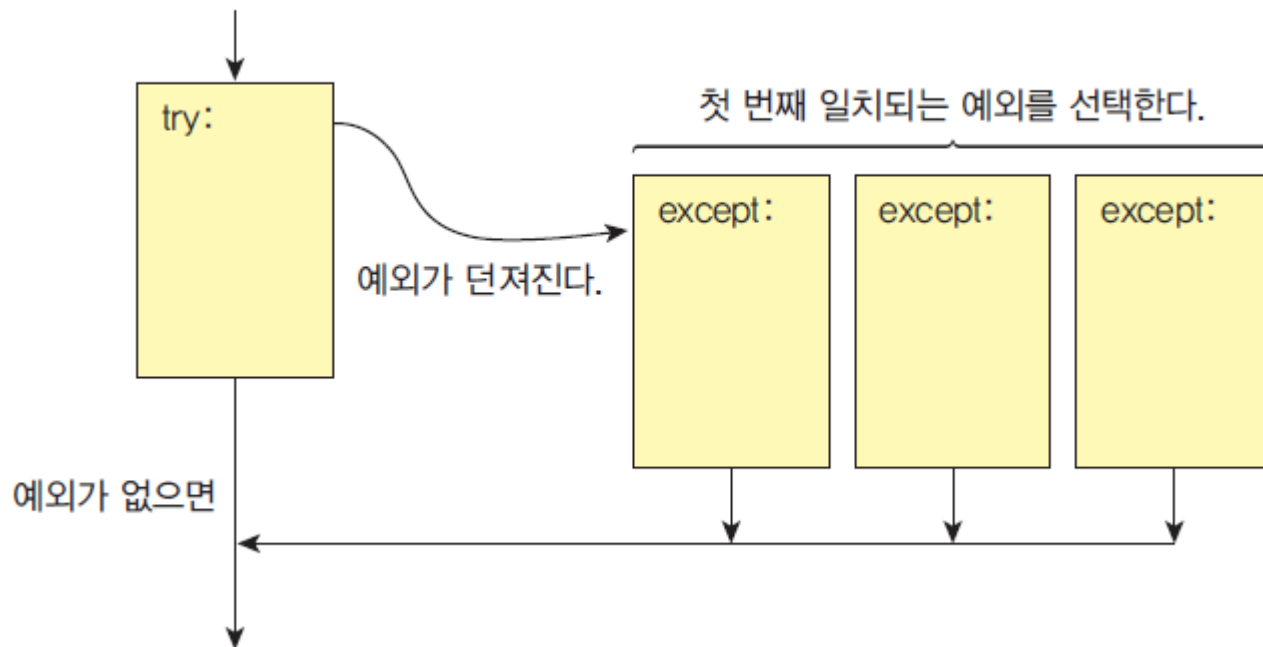 try:
첫 번째 일치되는 예외를 선택한다.
except:
except:
except:
예외가 던져진다.
예외가 없으면